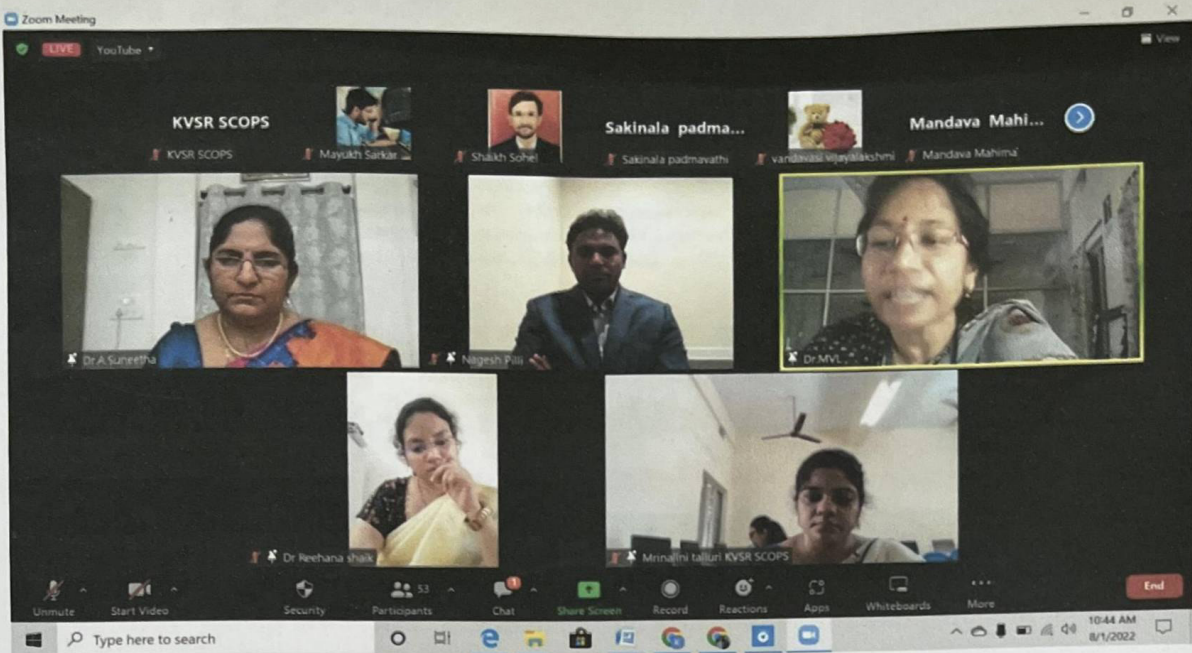 Zoom Meeting
LIVE YouTube
View
KVSR SCOPS
Sakinala padma...
Mandava Mahi...
KVSR SCOPS
Mayukh Sarkar
Shaikh Sohel
Sakinala padmavathi
vandavasi vijayalakshmi
Mandava Mahima
Dr.A.Suneetha
Nagesh Pilli
Dr.MVL
Dr Reehana shaik
Mrinalini talluri KVSR SCOPS
Unmute
Start Video
Security
53
Participants
1
Chat
Share Screen
Record
Reactions
Apps
Whiteboards
More
End
Type here to search
10:44 AM
8/1/2022